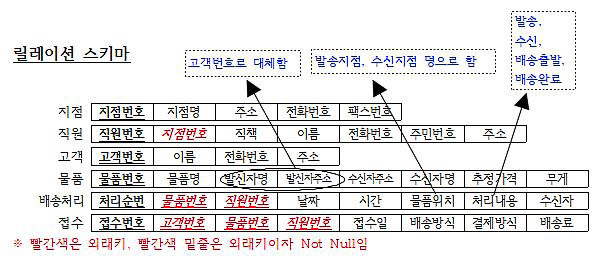 발송,
수신,
배송출발,
배송완료
릴레이션 스키마
고객번호로 대체함
발송지점, 수신지점 명으로 함
지점 지점번호 지점명 주소 전화번호 팩스번호
직원 직원번호 지점번호 직책 이름 전화번호 주민번호 주소
고객 고객번호 이름 전화번호 주소
물품 물품번호 물품명 발신자명 발신자주소 수신자주소 수신자명 추정가격 무게
배송처리 처리순번 물품번호 직원번호 날짜 시간 물품위치 처리내용 수신자
접수 접수번호 고객번호 물품번호 직원번호 접수일 배송방식 결제방식 배송료
※ 빨간색은 외래키, 빨간색 밑줄은 외래키이자 Not Null임